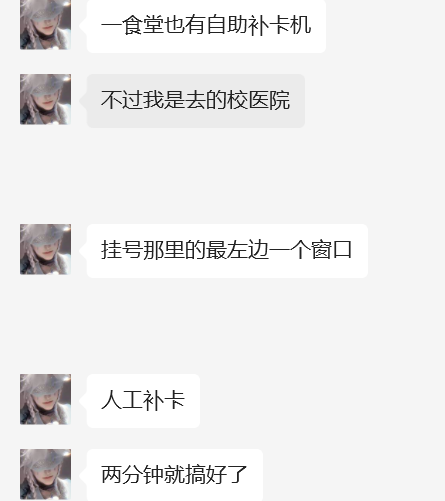 一食堂也有自助补卡机
不过我是去的校医院
挂号那里的最左边一个窗口
人工补卡
两分钟就搞好了